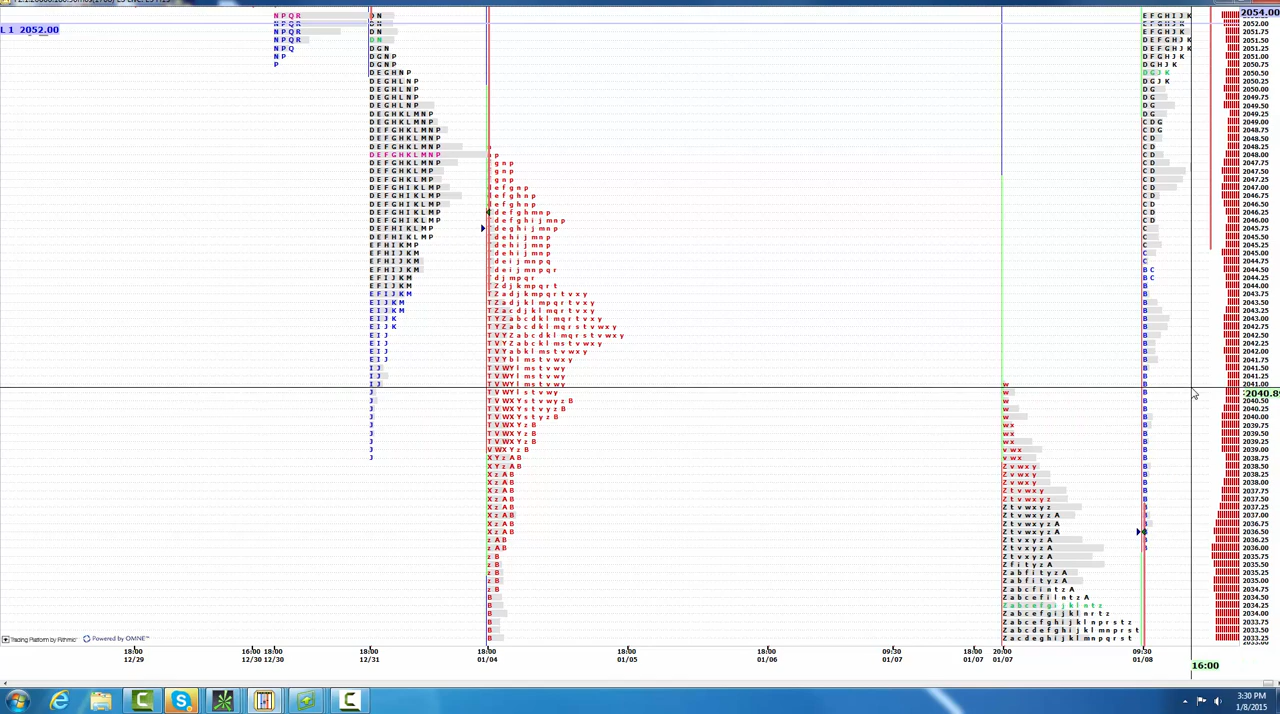 2054.00
L 1 2052.00
N P Q R D N E F G H I J K
N P Q R D N 2052.00
N P Q R D N E F G H J K 2051.75
N P Q R D N D E F G H J K 2051.50
N P Q D G N D E F G H J K 2051.25
N P D G N P D E F G H J K 2051.00
P D G N P D G H J K 2050.75
D E G H N P D G J K 2050.50
D E G H L N P D G J K 2050.25
D E G H L N P D G 2050.00
D E G H L N P D G 2049.75
D E G H L N P D G 2049.50
D E G H K L M N P D G 2049.25
D E G H K L M N P C D G 2049.00
D E F G H K L M N P C D G 2048.75
D E F G H K L M N P C D 2048.50
D E F G H K L M N P C D
D E F G H K L M N P p C D 2048.00
D E F G H K L M N P g n p C D 2047.75
D E F G H K L M P g n p C D 2047.50
D E F G H K L M P g n p C D 2047.25
D E F G H I K L M P e f g n p C D 2047.00
D E F G H I K L M P e f g h n p C D 2046.75
D E F G H I K L M P e f g h n p C D 2046.50
D E F G H I K L M P d e f g h m n p C D 2046.25
D E F G H I K L M P d e f g h i j m n p C D 2046.00
D E F H I K L M P d e g h i j m n p C 2045.75
D E F H I K L M P d e h i j m n p C 2045.50
E F H I K M P d e h i j m n p C 2045.25
E F H I J K M d e h i j m n p C 2045.00
E F H I J K M d e i j m n p q C 2044.75
E F H I J K M d e i j m n p q r B C 2044.50
E F I J K M T d j m p q r B C 2044.25
E F I J K M T Z d j k m p q r t B 2044.00
E F I J K M T Z a d j k m p q r t v x y B 2043.75
E I J K M T Z a d j k l m p q r t v x y B 2043.50
E I J K M T Z a c d j k l m p q r t v x y B 2043.25
E I J K T Y Z a b c d k l m q r t v x y B 2043.00
E I J K T Y Z a b c d k l m q r s t v w x y B 2042.75
E I J T V Y Z a b c d k l m q r s t v w x y B 2042.50
E I J T V Y Z a b c k l m s t v w x y B 2042.25
E I J T V Y a b k l m s t v w x y B 2042.00
E I J T V W Y b l m s t v w x y B 2041.75
I J T V W Y l m s t v w y B 2041.50
I J T V W Y l m s t v w y B 2041.25
I J T V W Y l m s t v w y w B 2041.00
J T V W Y l s t v w y w B -2040.89
J T V W X Y s t v w y z B w B 2040.50
J T V W X Y s t v y z B w B 2040.25
J T V W X Y s t y z B w B 2040.00
J T V W X Y z B w x B 2039.75
J T V W X Y z B w x B 2039.50
J T V W X Y z B w x B 2039.25
J V W X Y z B v w x B 2039.00
J X Y z A B v w x B 2038.75
X Y z A B Z v w x y B 2038.50
X z A B Z v w x y B 2038.25
X z A B Z v w x y B 2038.00
X z A B Z t v w x y B 2037.75
X z A B Z t v w x y z B 2037.50
X z A B Z t v w x y z B 2037.25
X z A B Z t v w x y z A B 2037.00
X z A B Z t v w x y z A 2036.75
X z A B Z t v w x y z A 2036.50
z A B Z t v x y z A B 2036.25
z A B Z t v x y z A B 2036.00
z B Z t v x y z A 2035.75
z B Z f i t y z A 2035.50
z B Z a b f i t y z A 2035.25
z B Z a b f i t y z A 2035.00
z B Z a b c f i n t z A 2034.75
B Z a b c e f i l n t z A 2034.50
B Z a b c e f g i j k l n t z 2034.25
B Z a b c e f g i j k l n r t z 2034.00
B Z a b c e f g i j k l n p r s t z 2033.75
B Z a b c d e f g h i j k l m n p r s t 2033.50
B Z a c d e g h i j k l m n p q r s t 2033.25
Trading Platform by Rithmic Powered by OMNE™
18:00 16:00 18:00 18:00 18:00 18:00 18:00 09:30 18:00 20:00 09:30
12/29 12/30 12/30 12/31 01/04 01/05 01/06 01/07 01/07 01/07 01/08
16:00
3:30 PM
1/8/2015